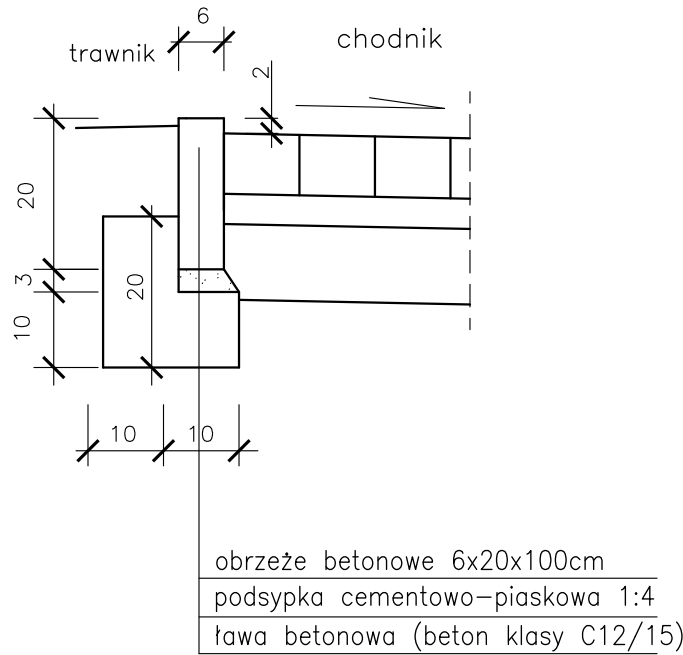 6
trawnik
chodnik
2
20
3
20
10
10 10
obrzeże betonowe 6x20x100cm
podsypka cementowo-piaskowa 1:4
ława betonowa (beton klasy C12/15)